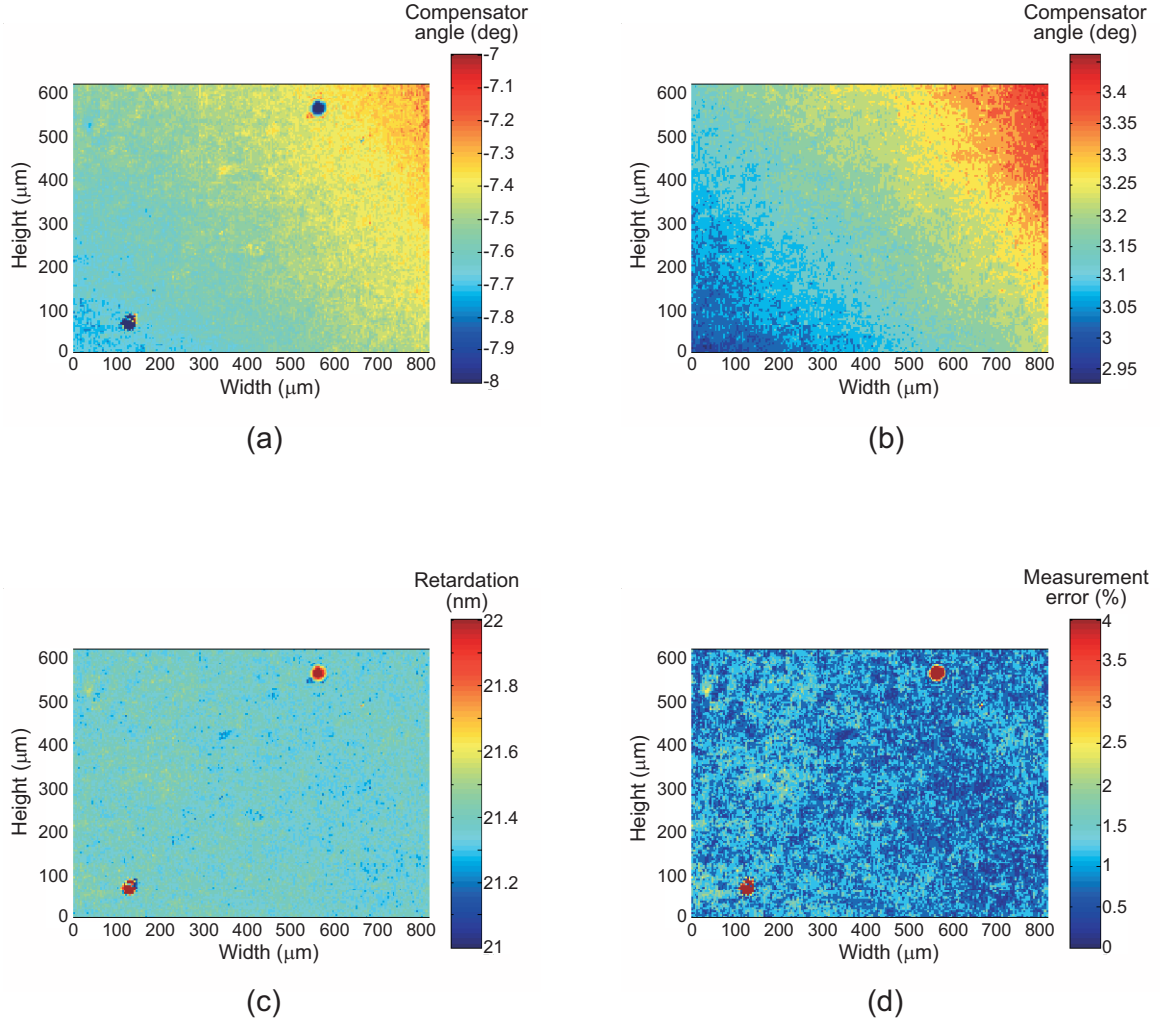 Compensator
angle (deg)
-7
-7.1
-7.2
-7.3
-7.4
-7.5
-7.6
-7.7
-7.8
-7.9
-8
600
500
400
300
200
100
0
Height (μm)
0 100 200 300 400 500 600 700 800
Width (μm)
(a)
Compensator
angle (deg)
3.4
3.35
3.3
3.25
3.2
3.15
3.1
3.05
3
2.95
600
500
400
300
200
100
0
Height (μm)
0 100 200 300 400 500 600 700 800
Width (μm)
(b)
Retardation
(nm)
22
21.8
21.6
21.4
21.2
21
600
500
400
300
200
100
0
Height (μm)
0 100 200 300 400 500 600 700 800
Width (μm)
(c)
Measurement
error (%)
4
3.5
3
2.5
2
1.5
1
0.5
0
600
500
400
300
200
100
0
Height (μm)
0 100 200 300 400 500 600 700 800
Width (μm)
(d)